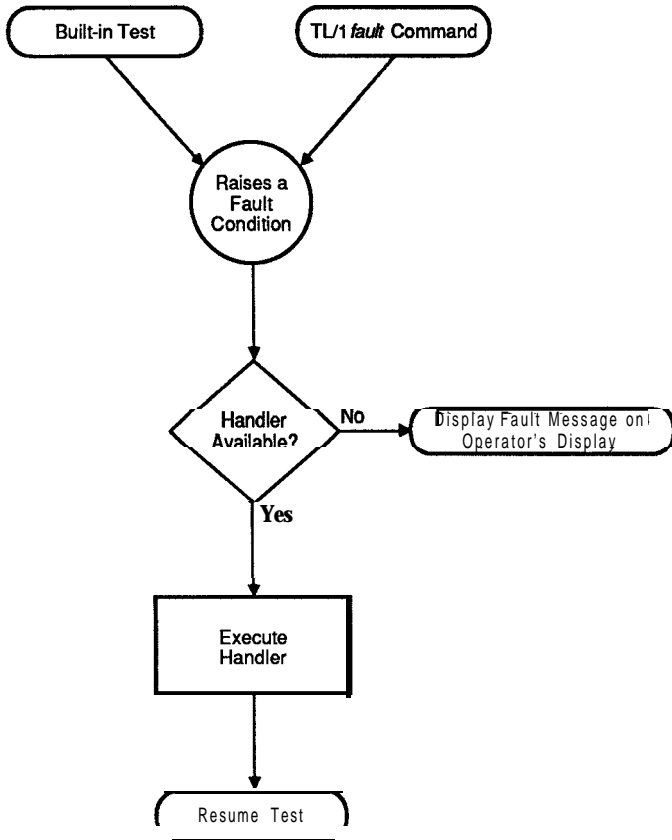 Built-in Test
TL/1 fault Command
Raises a
Fault
Condition
Handler
Available?
No
Display Fault Message on
Operator's Display
Yes
Execute
Handler
Resume Test